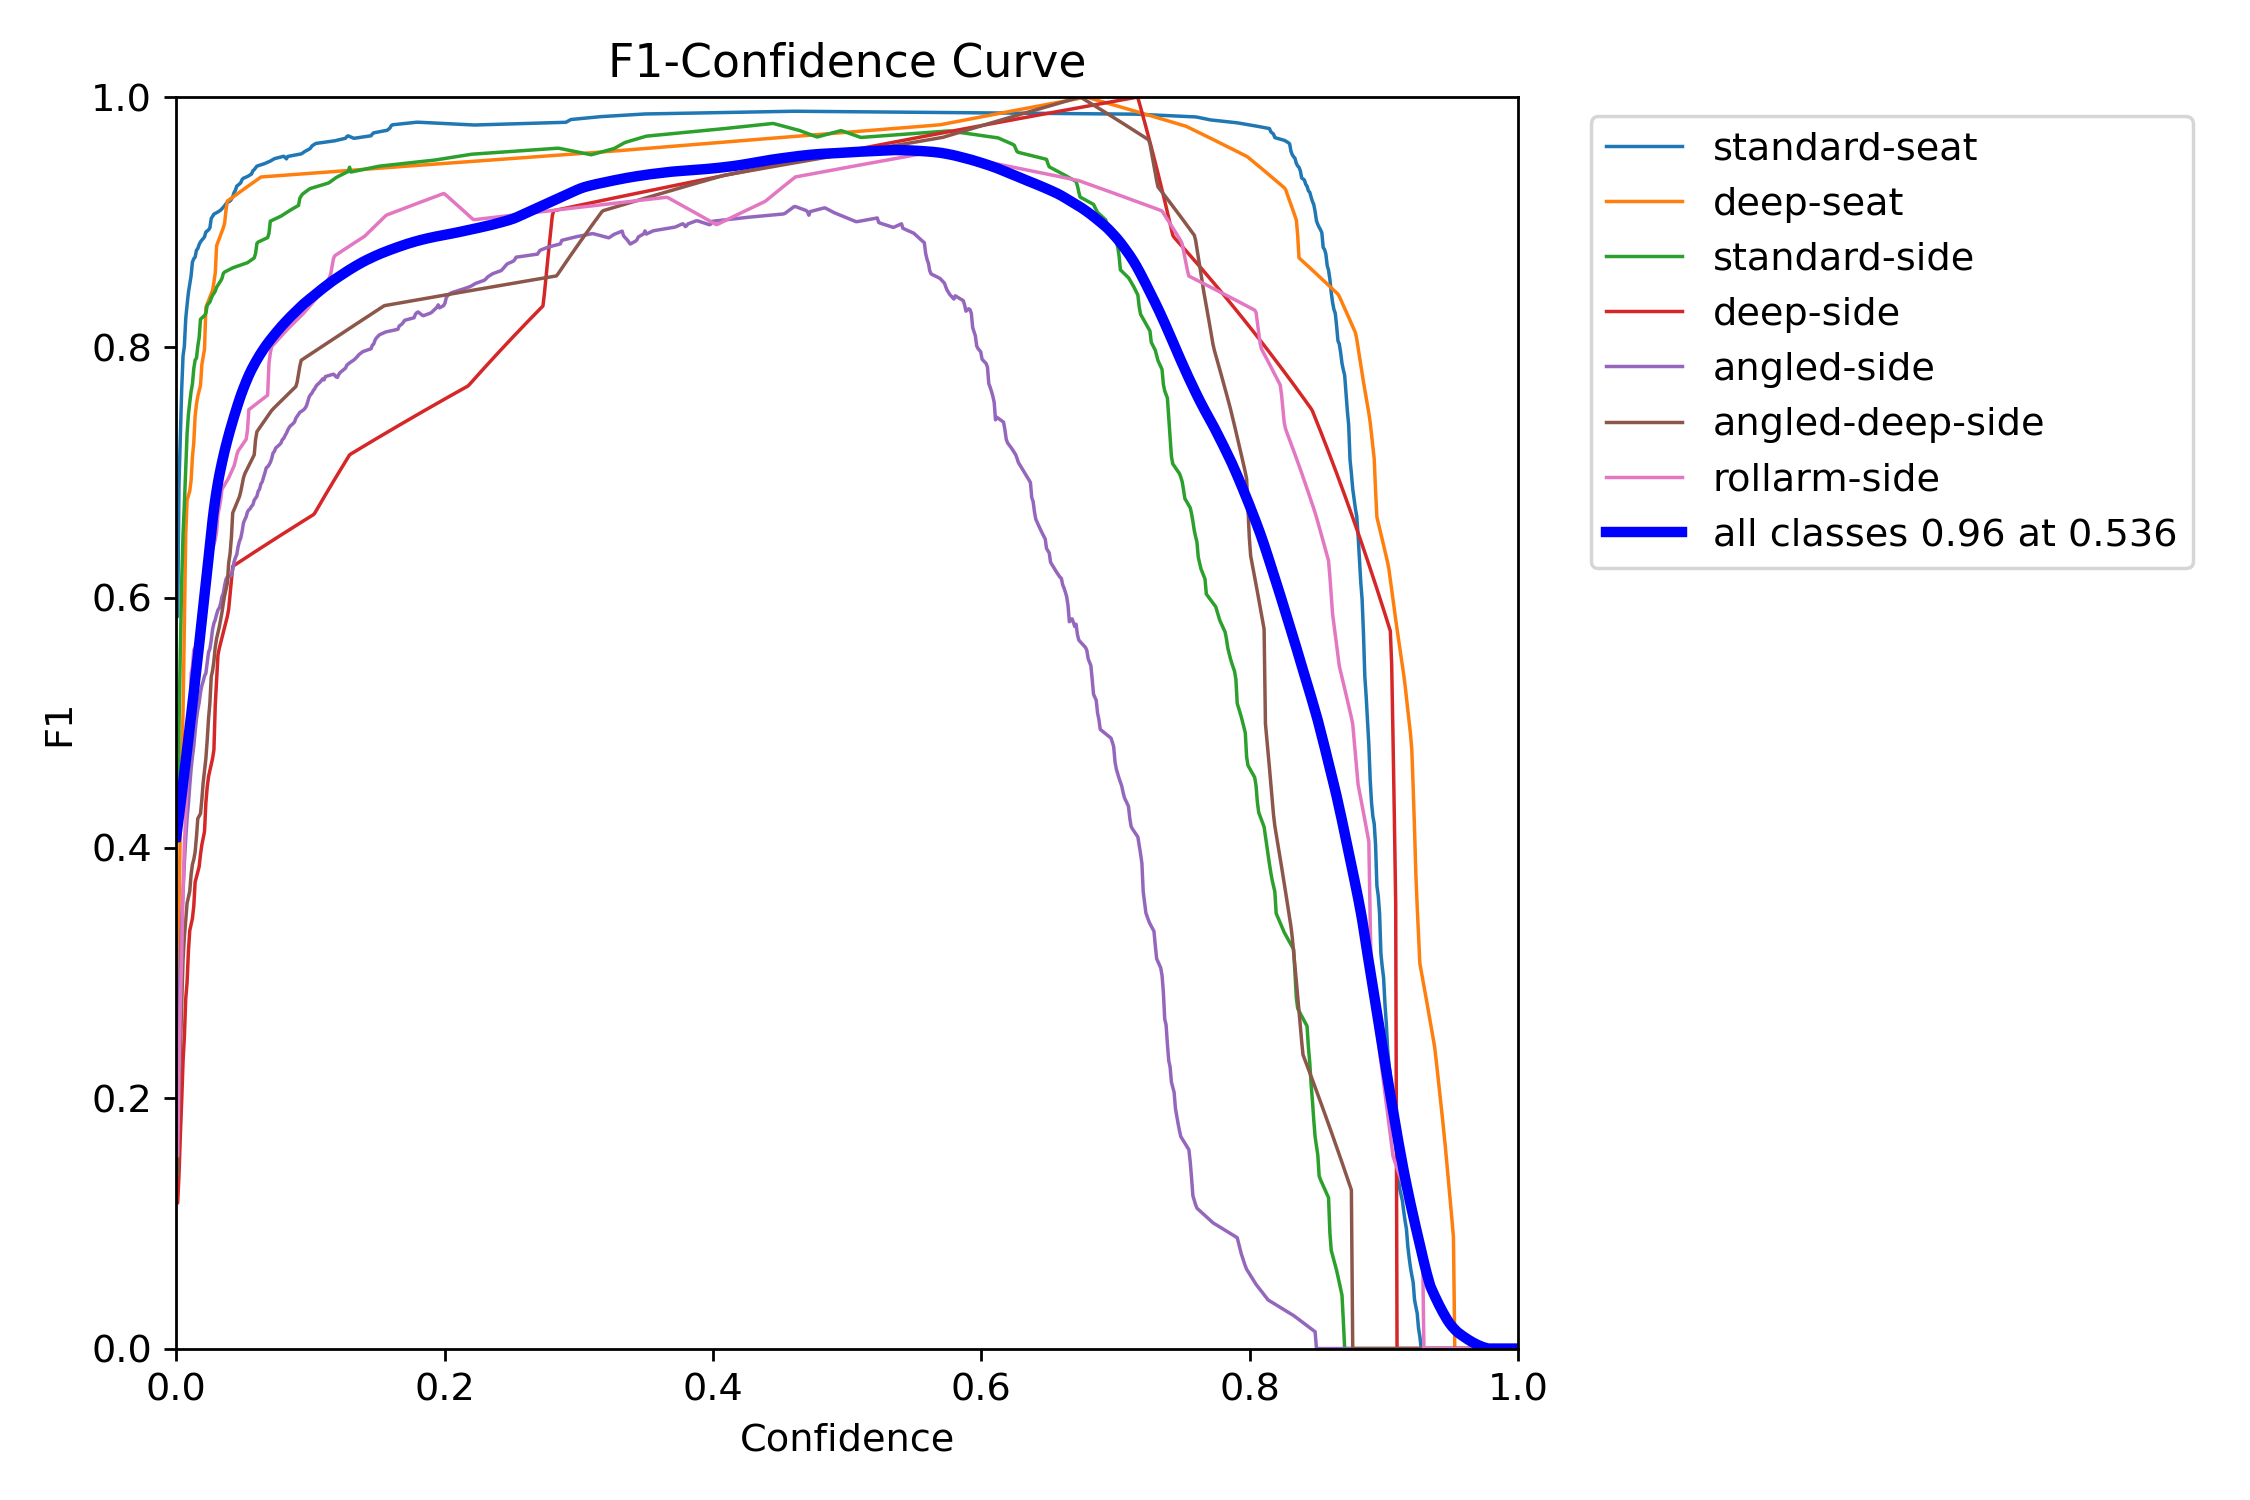 F1-Confidence Curve
1.0
0.8
0.6
0.4
0.2
0.0
F1
0.0 0.2 0.4 0.6 0.8 1.0
Confidence
standard-seat
deep-seat
standard-side
deep-side
angled-side
angled-deep-side
rollarm-side
all classes 0.96 at 0.536